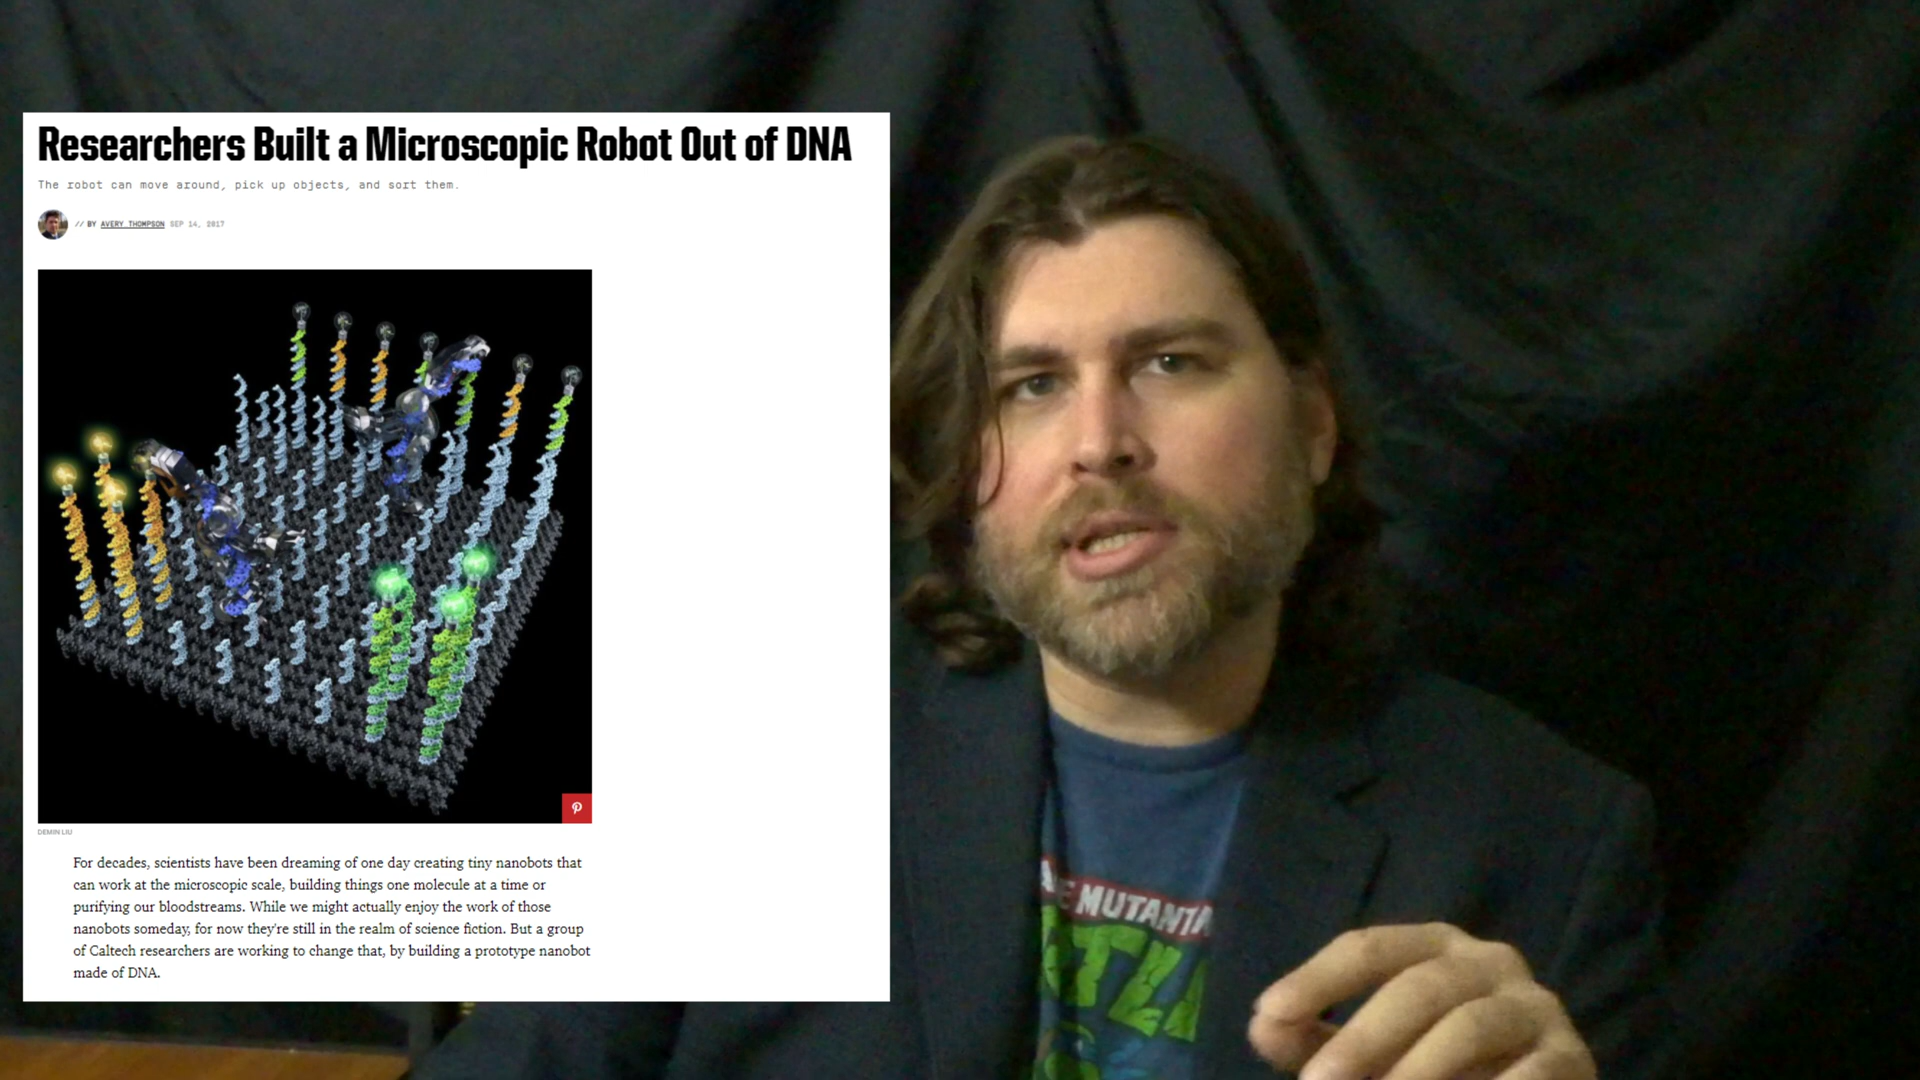 Researchers Built a Microscopic Robot Out of DNA
The robot can move around, pick up objects, and sort them.
// BY AVERY THOMPSON SEP 14, 2017
DEMIN LIU
For decades, scientists have been dreaming of one day creating tiny nanobots that
can work at the microscopic scale, building things one molecule at a time or
purifying our bloodstreams. While we might actually enjoy the work of those
nanobots someday, for now they're still in the realm of science fiction. But a group
of Caltech researchers are working to change that, by building a prototype nanobot
made of DNA.
MUTANT